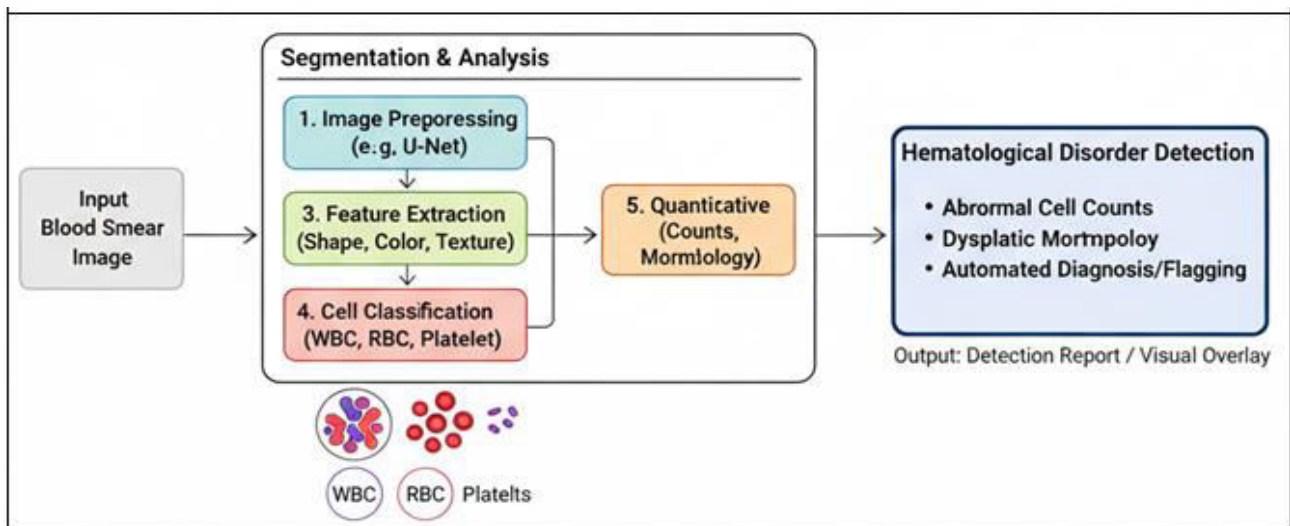 Input
Blood Smear
Image
Segmentation & Analysis
1. Image Preporessing
(e.g, U-Net)
3. Feature Extraction
(Shape, Color, Texture)
4. Cell Classification
(WBC, RBC, Platelet)
5. Quanticative
(Counts,
Mormlology)
Hematological Disorder Detection
• Abrormal Cell Counts
• Dysplatic Mortmpoloy
• Automated Diagnosis/Flagging
Output: Detection Report / Visual Overlay
WBC RBC Platelts